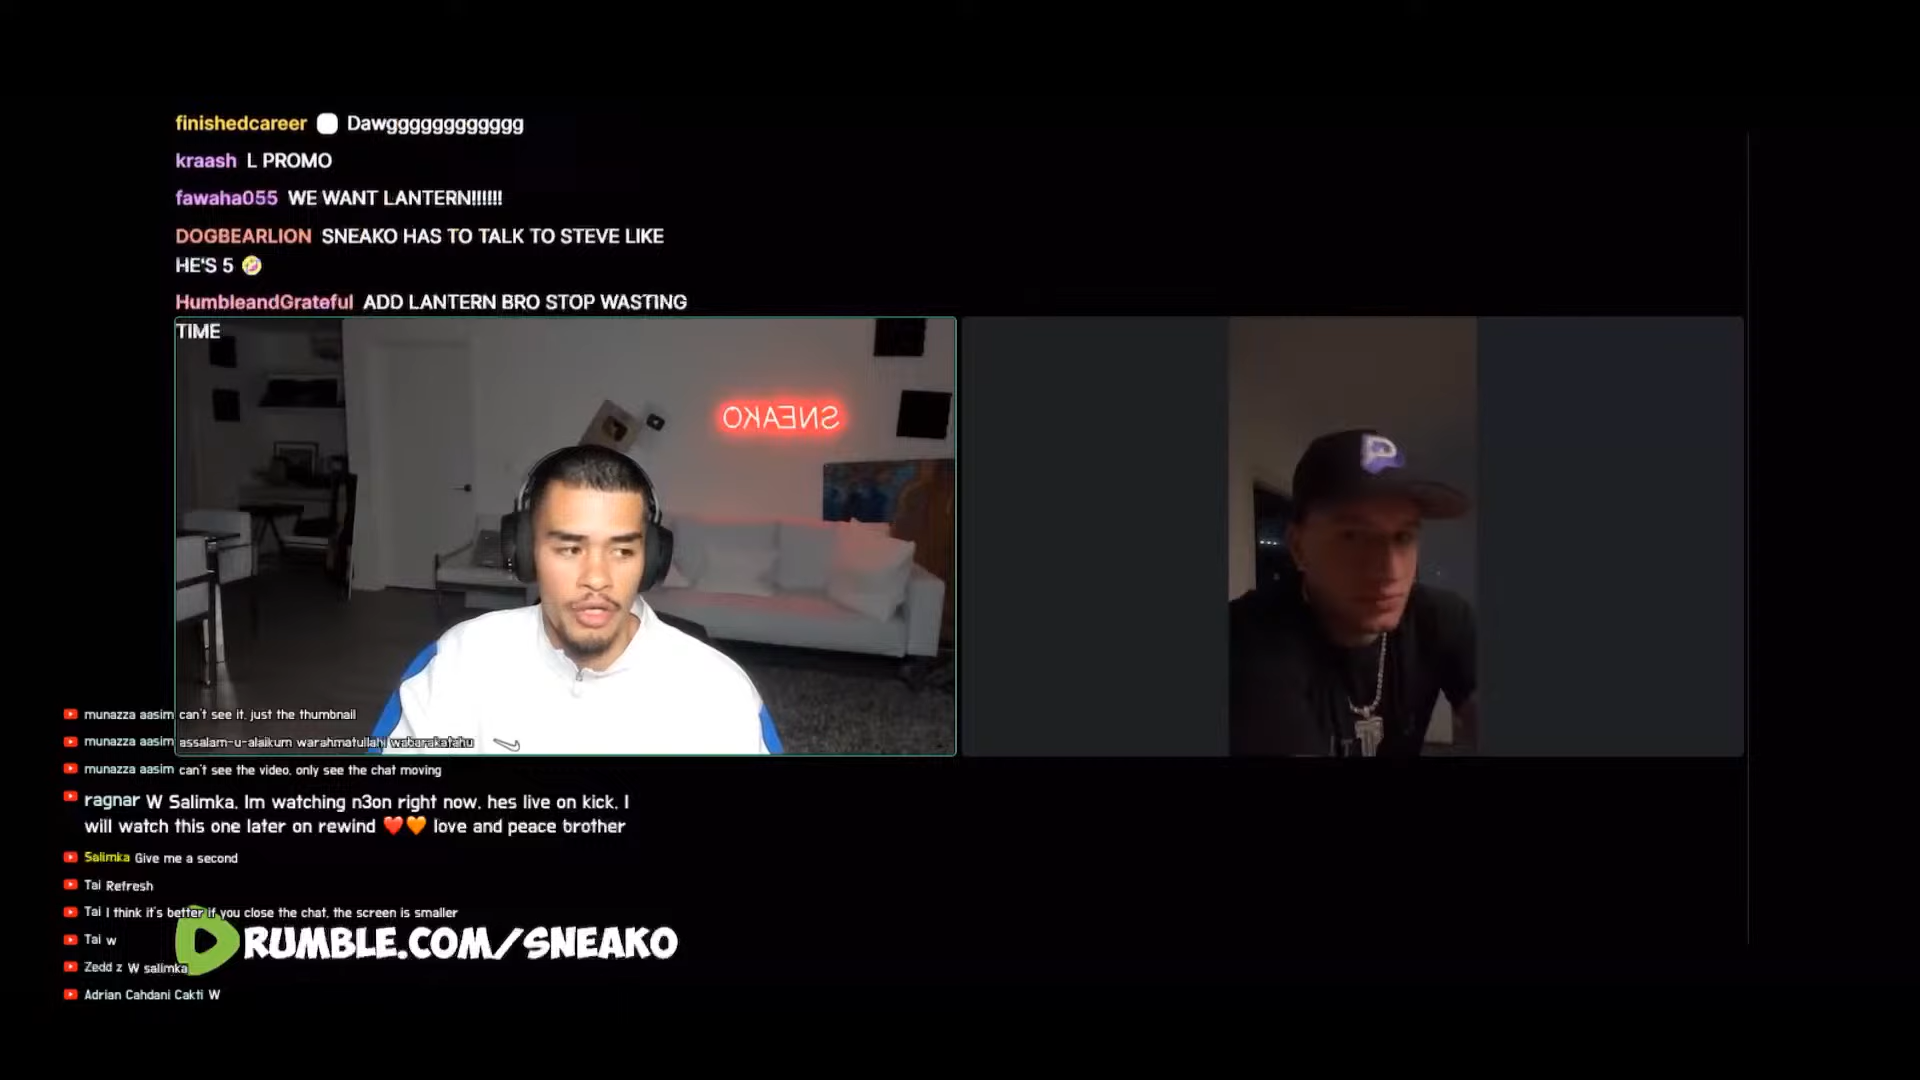 finishedcareer Dawggggggggggggg
kraash L PROMO
fawaha055 WE WANT LANTERN!!!!!!
DOGBEARLION SNEAKO HAS TO TALK TO STEVE LIKE
HE'S 5 🤣
HumbleandGrateful ADD LANTERN BRO STOP WASTING
TIME
SNEAKO
munazza aasim can't see it, just the thumbnail
munazza aasim assalam-u-alaikum warahmatullahi wabarakatahu
munazza aasim can't see the video, only see the chat moving
ragnar W Salimka, Im watching n3on right now, hes live on kick, I
will watch this one later on rewind ❤️🧡 love and peace brother
Salimka Give me a second
Tai Refresh
Tai I think it's better if you close the chat, the screen is smaller
RUMBLE.COM/SNEAKO
Tai w
Zedd z W salimka
Adrian Cahdani Cakti W